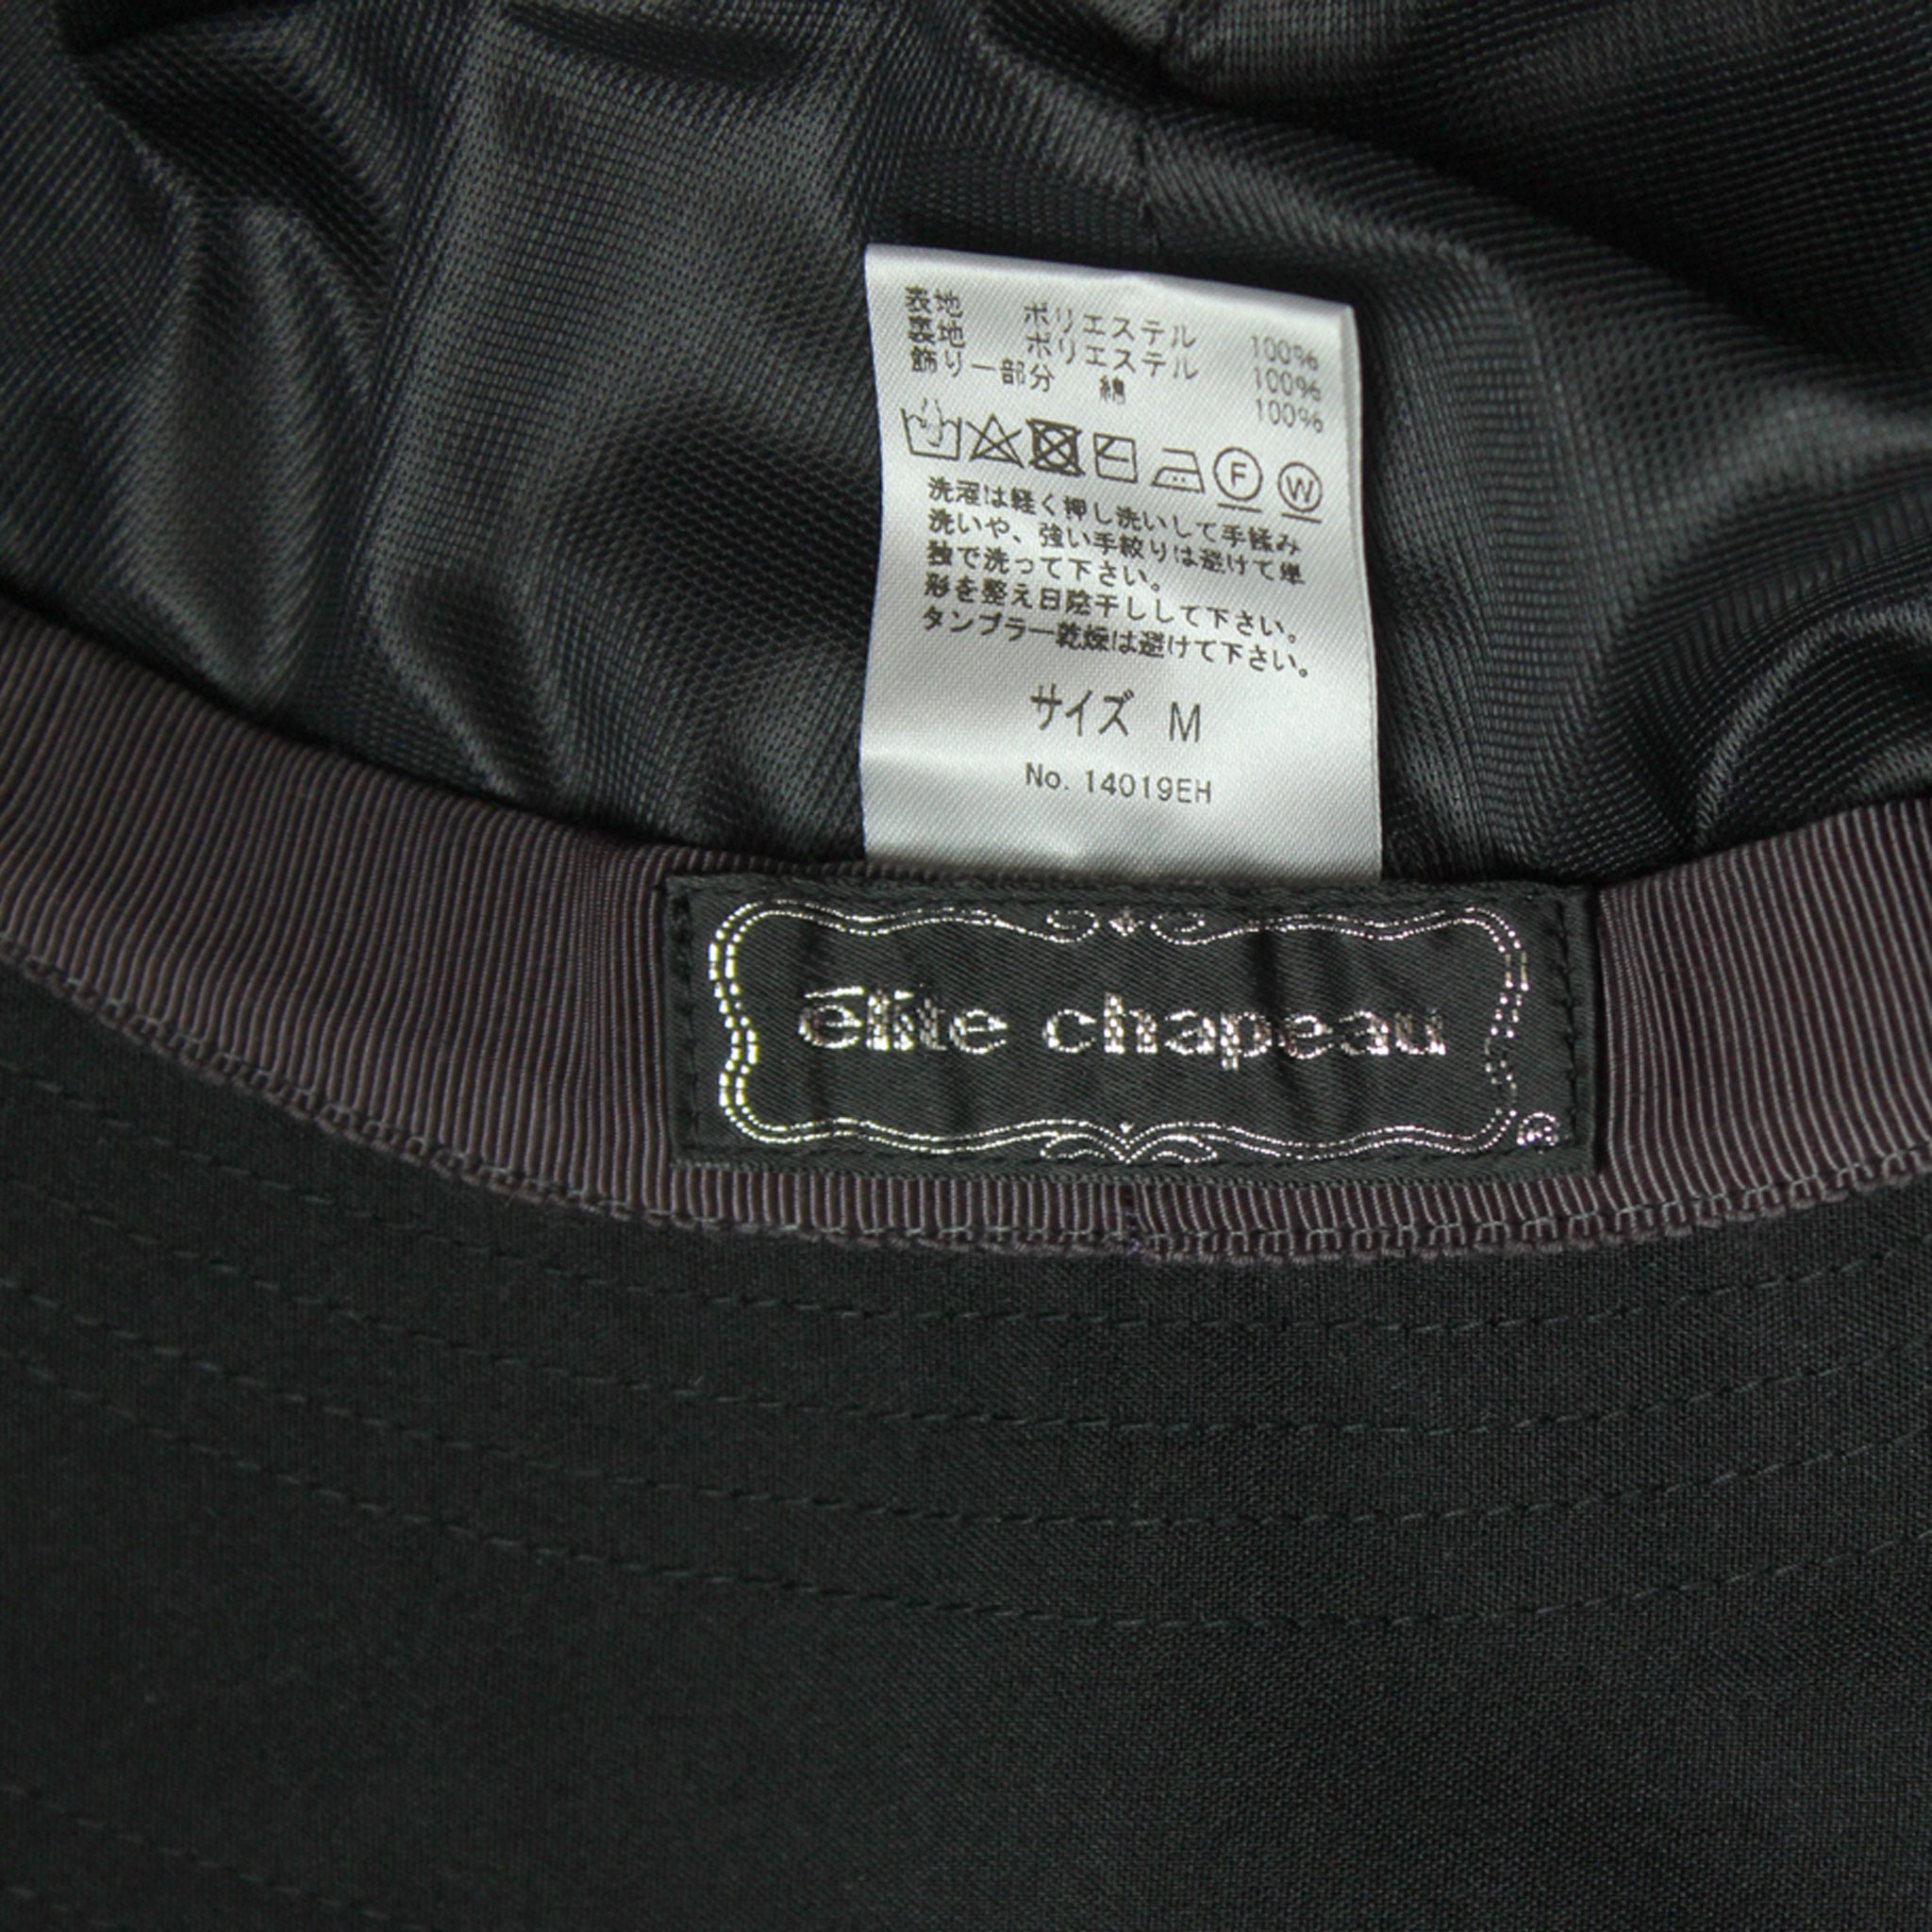 表地 ポリエステル 100%
裏地 ポリエステル 100%
飾り一部分 綿 100%
F W
洗濯は軽く押し洗いして手揉み
洗いや、強い手絞りは避けて単
独で洗って下さい。
形を整え日陰干しして下さい。
タンブラー乾燥は避けて下さい。
サイズ M
No. 14019EH
élite chapeau